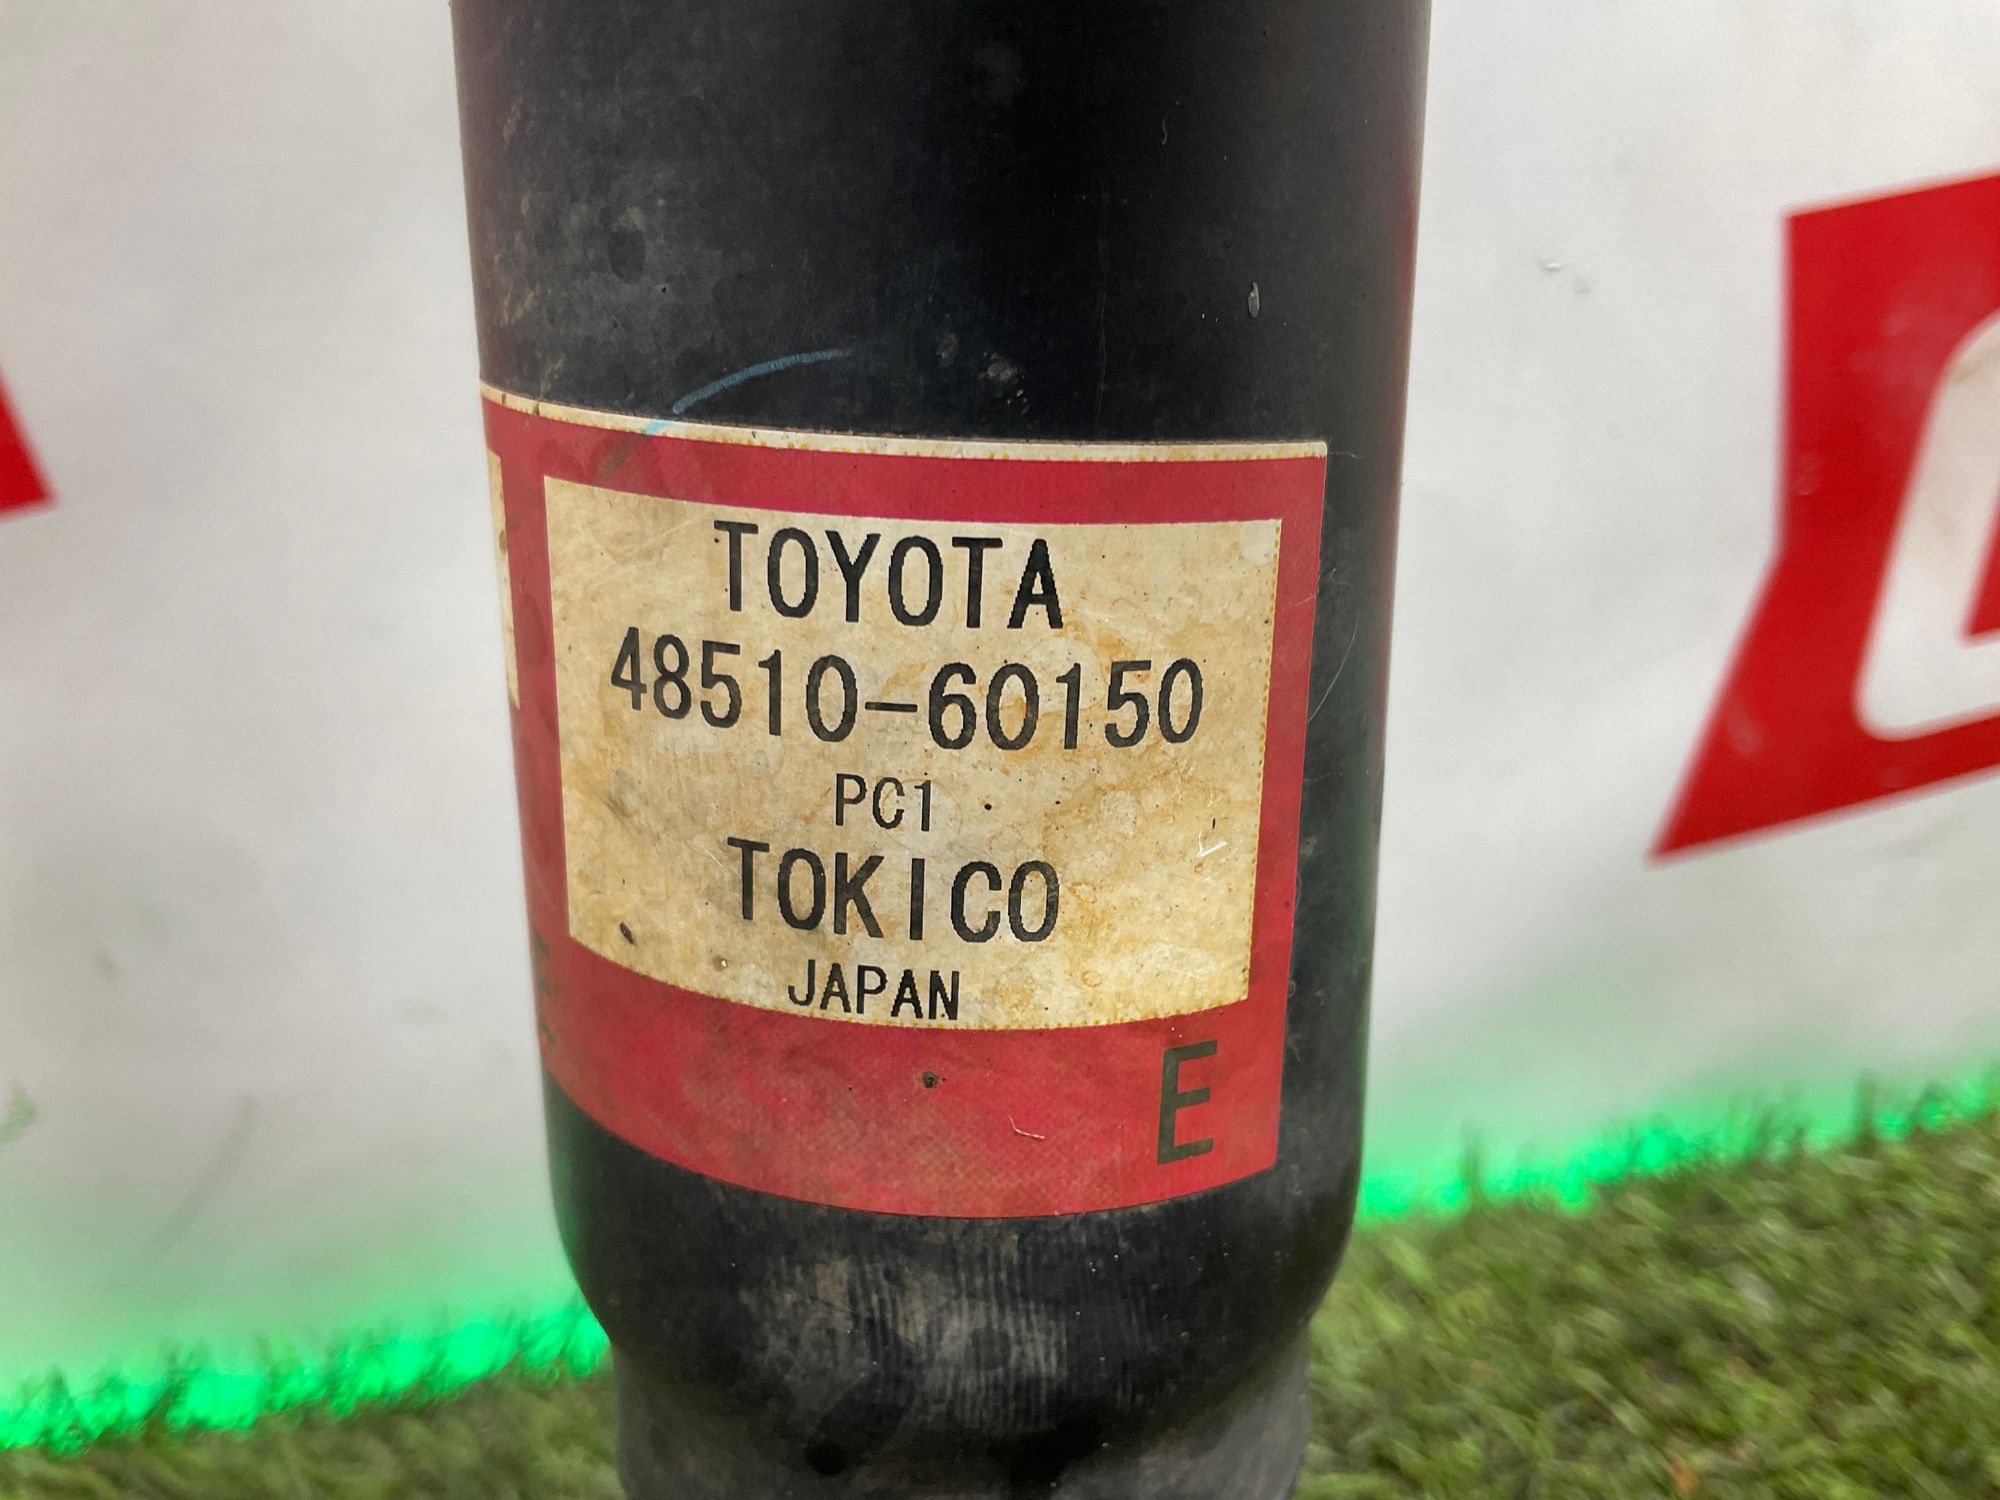 TOYOTA
48510-60150
PC1
TOKICO
JAPAN
E